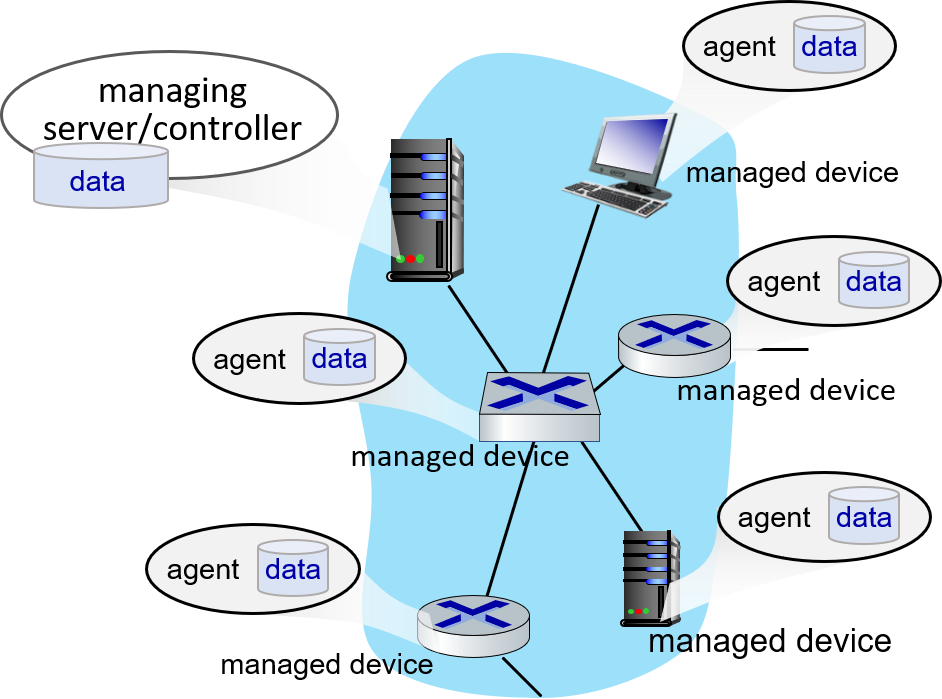 agent data
managing
server/controller
data
managed device
agent data
agent data
managed device
managed device
agent data
agent data
managed device
managed device